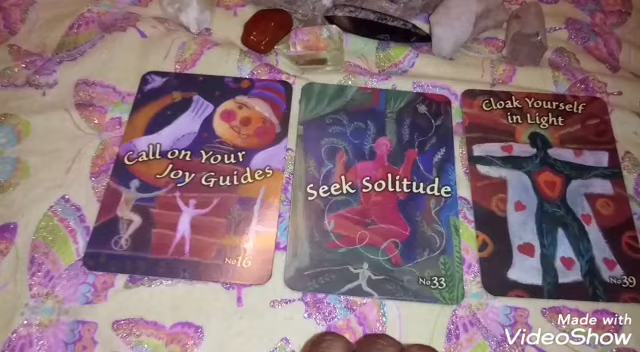 Call on Your
Joy Guides
No16
Seek Solitude
No33
Cloak Yourself
in Light
No39
Made with
VideoShow